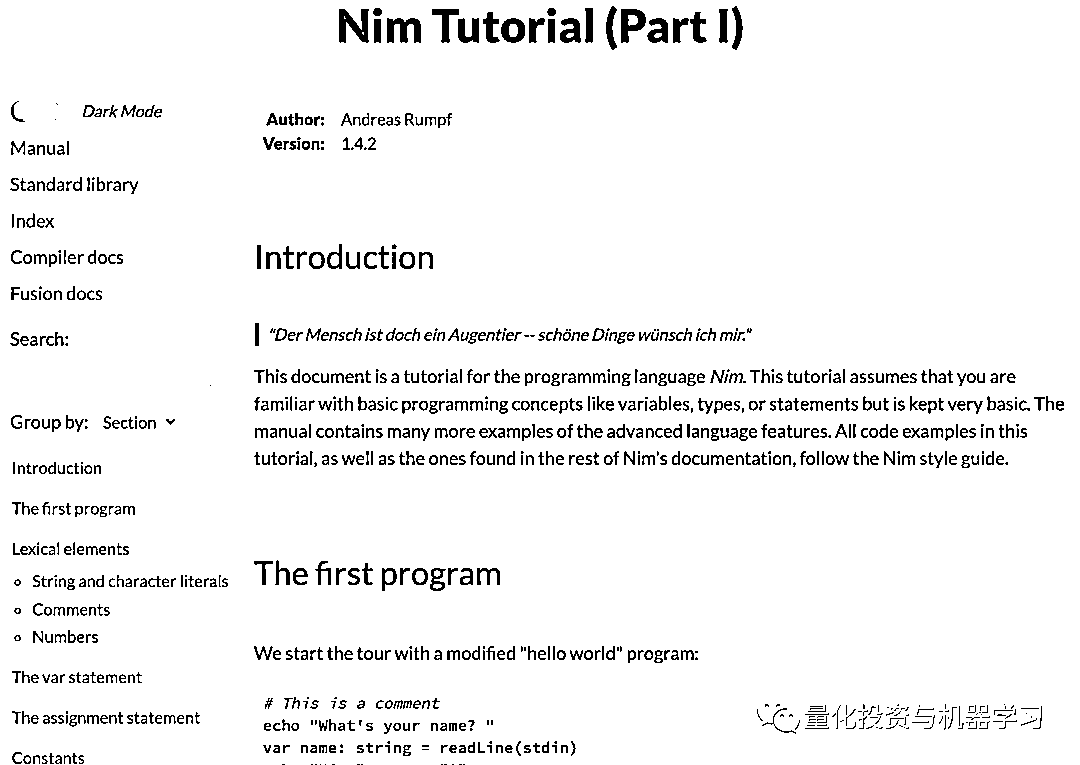 Nim Tutorial (Part I)
Dark Mode
Manual
Standard library
Index
Compiler docs
Fusion docs
Search:
Group by: Section
Introduction
The first program
Lexical elements
String and character literals
Comments
Numbers
The var statement
The assignment statement
Constants
Author: Andreas Rumpf
Version: 1.4.2
Introduction
"Der Mensch ist doch ein Augentier -- schöne Dinge wünsch ich mir."
This document is a tutorial for the programming language Nim. This tutorial assumes that you are
familiar with basic programming concepts like variables, types, or statements but is kept very basic. The
manual contains many more examples of the advanced language features. All code examples in this
tutorial, as well as the ones found in the rest of Nim's documentation, follow the Nim style guide.
The first program
We start the tour with a modified "hello world" program:
# This is a comment
echo "What's your name? "
var name: string = readLine(stdin)
量化投资与机器学习